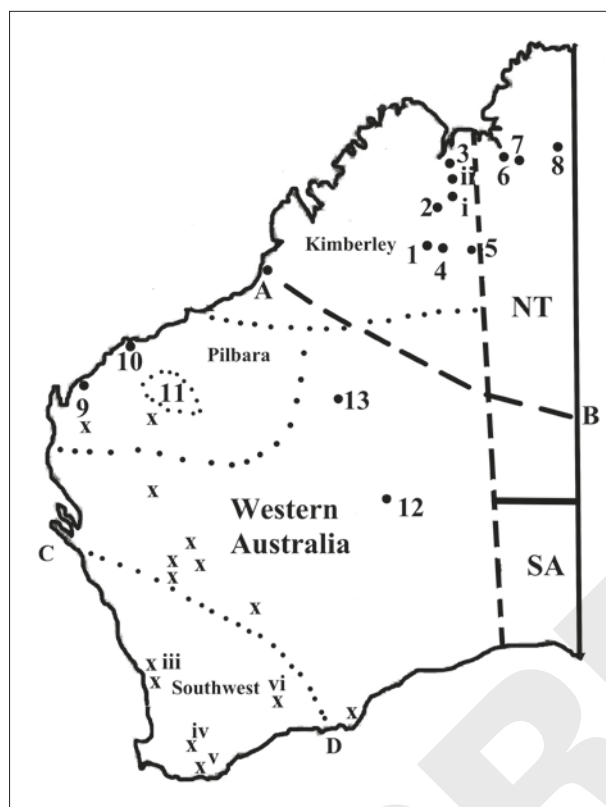 3
7
6
8
ii
i
2
Kimberley
1
4
5
A
NT
Pilbara
10
11
9
x
x
13
B
x
Western
Australia
12
C
x
x
x
x
SA
x
x
iii
x
Southwest
vi
x
x
D
iv
x
v
x